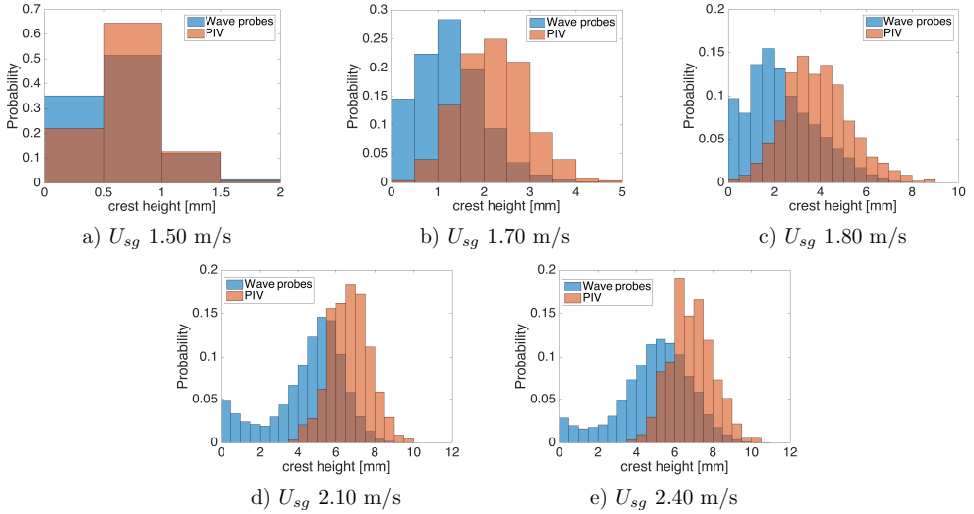 Wave probes
PIV
Probability
0.7
0.6
0.5
0.4
0.3
0.2
0.1
0
0 0.5 1 1.5 2
crest height [mm]
a) Usg 1.50 m/s
Wave probes
PIV
Probability
0.3
0.25
0.2
0.15
0.1
0.05
0
0 1 2 3 4 5
crest height [mm]
b) Usg 1.70 m/s
Wave probes
PIV
Probability
0.2
0.15
0.1
0.05
0
0 2 4 6 8 10
crest height [mm]
c) Usg 1.80 m/s
Wave probes
PIV
Probability
0.2
0.15
0.1
0.05
0
0 2 4 6 8 10 12
crest height [mm]
d) Usg 2.10 m/s
Wave probes
PIV
Probability
0.2
0.15
0.1
0.05
0
0 2 4 6 8 10 12
crest height [mm]
e) Usg 2.40 m/s